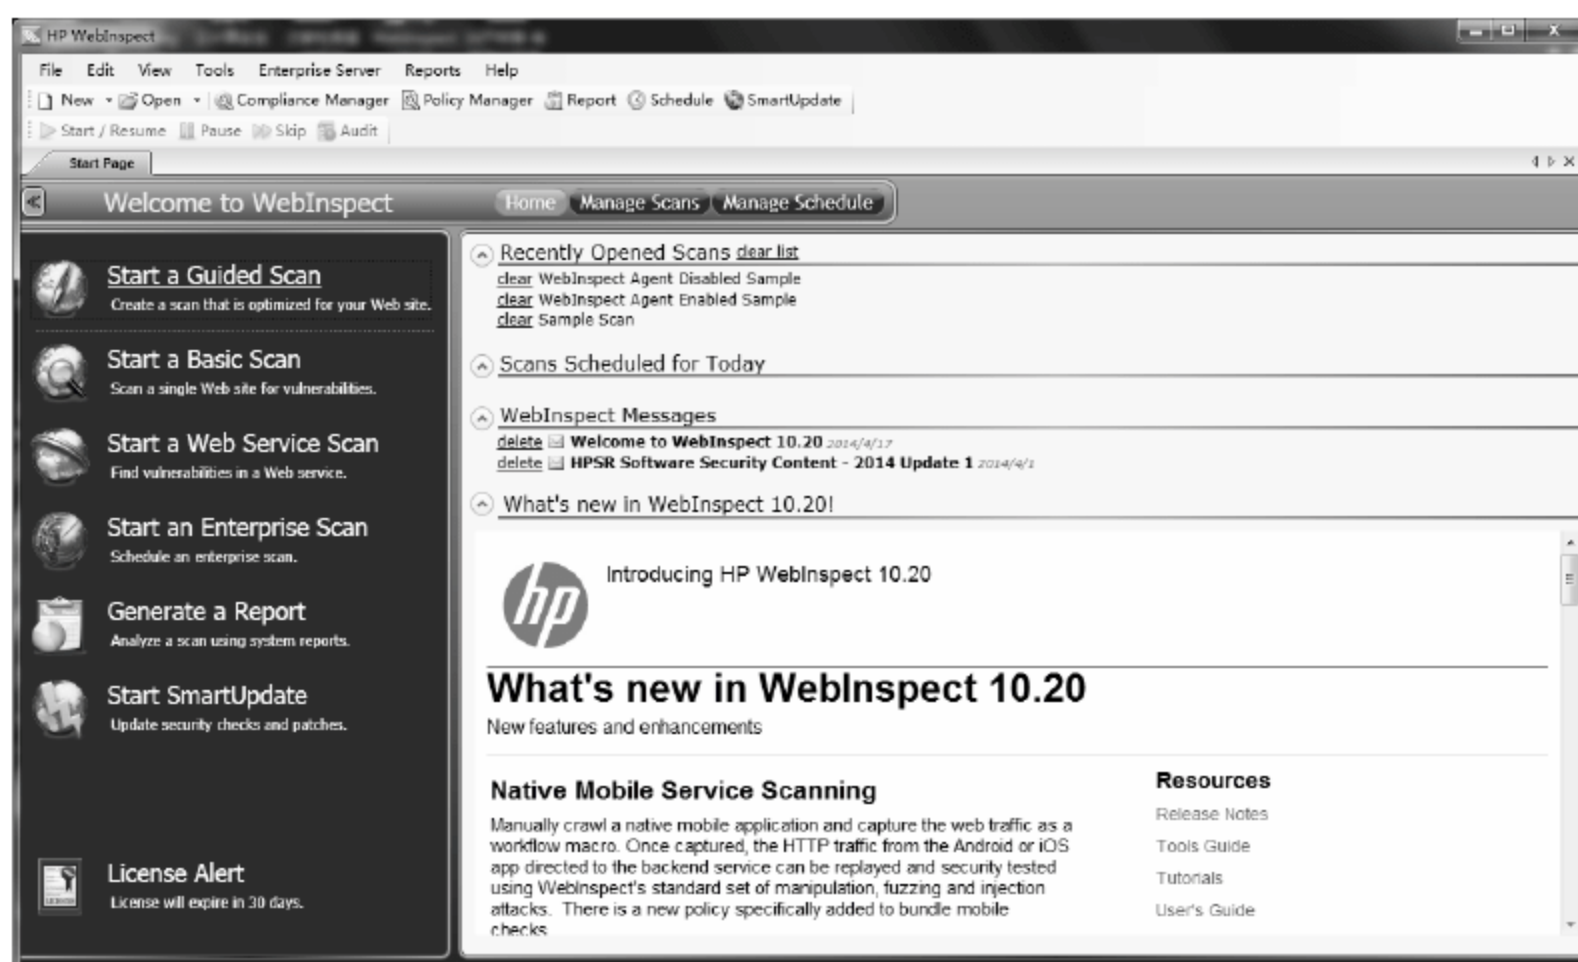 HP WebInspect
File Edit View Tools Enterprise Server Reports Help
New Open Compliance Manager Policy Manager Report Schedule SmartUpdate
Start / Resume Pause Skip Audit
Start Page
Welcome to WebInspect Home Manage Scans Manage Schedule
Start a Guided Scan
Create a scan that is optimized for your Web site.
Start a Basic Scan
Scan a single Web site for vulnerabilities.
Start a Web Service Scan
Find vulnerabilities in a Web service.
Start an Enterprise Scan
Schedule an enterprise scan.
Generate a Report
Analyze a scan using system reports.
Start SmartUpdate
Update security checks and patches.
License Alert
License will expire in 30 days.
Recently Opened Scans clear list
clear WebInspect Agent Disabled Sample
clear WebInspect Agent Enabled Sample
clear Sample Scan
Scans Scheduled for Today
WebInspect Messages
delete Welcome to WebInspect 10.20 2014/4/17
delete HPSR Software Security Content - 2014 Update 1 2014/4/1
What's new in WebInspect 10.20!
hp
Introducing HP WebInspect 10.20
What's new in WebInspect 10.20
New features and enhancements
Native Mobile Service Scanning
Manually crawl a native mobile application and capture the web traffic as a
workflow macro. Once captured, the HTTP traffic from the Android or iOS
app directed to the backend service can be replayed and security tested
using WebInspect's standard set of manipulation, fuzzing and injection
attacks. There is a new policy specifically added to bundle mobile
checks
Resources
Release Notes
Tools Guide
Tutorials
User's Guide